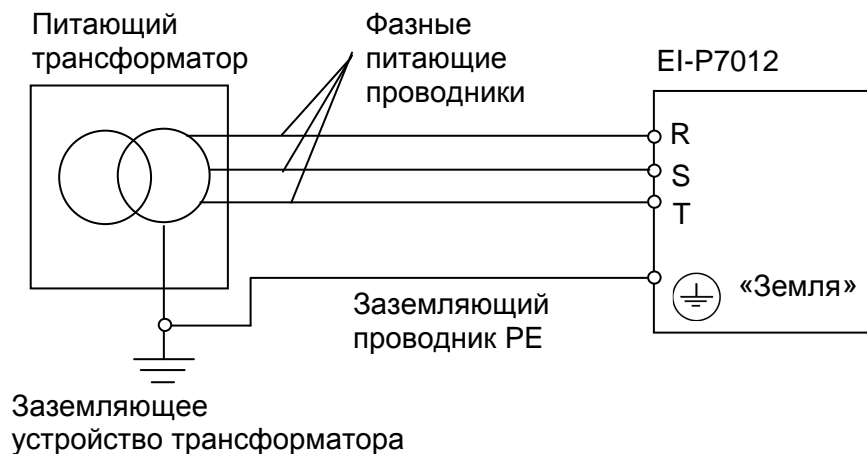 Питающий
трансформатор
Фазные
питающие
проводники
EI-P7012
R
S
T
«Земля»
Заземляющий
проводник PE
Заземляющее
устройство трансформатора